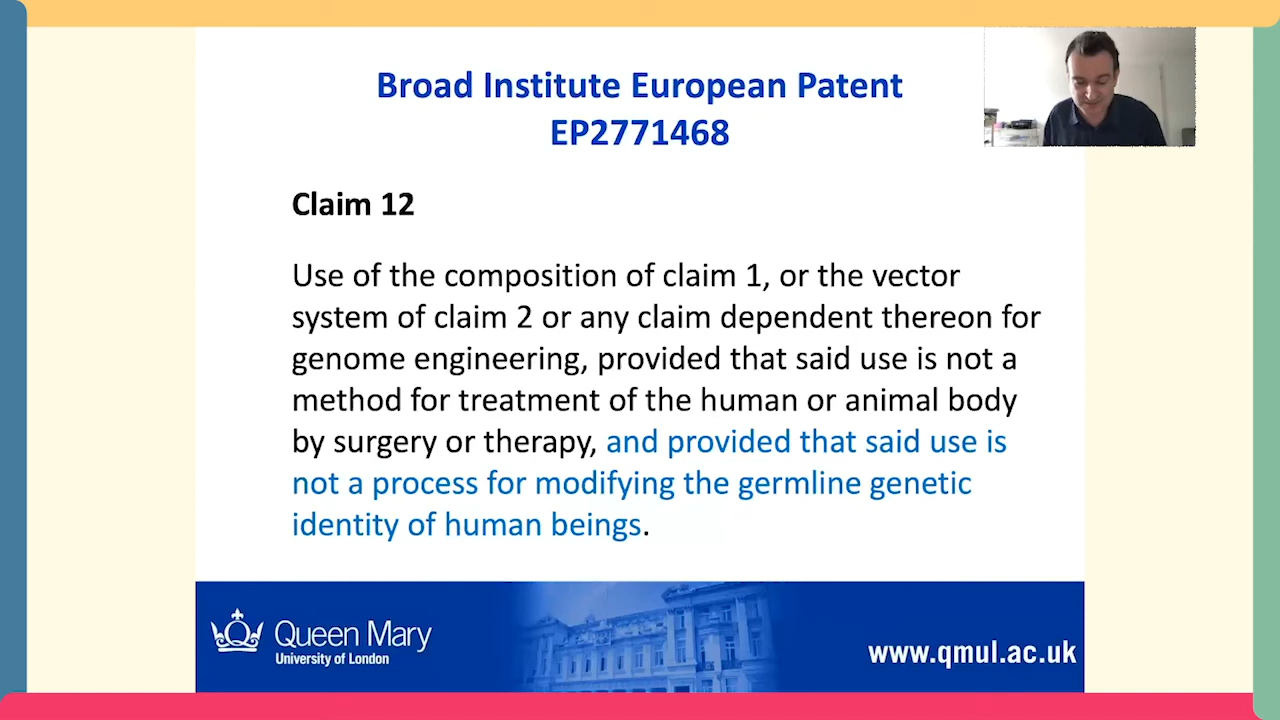 Broad Institute European Patent
EP2771468
Claim 12
Use of the composition of claim 1, or the vector
system of claim 2 or any claim dependent thereon for
genome engineering, provided that said use is not a
method for treatment of the human or animal body
by surgery or therapy, and provided that said use is
not a process for modifying the germline genetic
identity of human beings.
Queen Mary
University of London
www.qmul.ac.uk